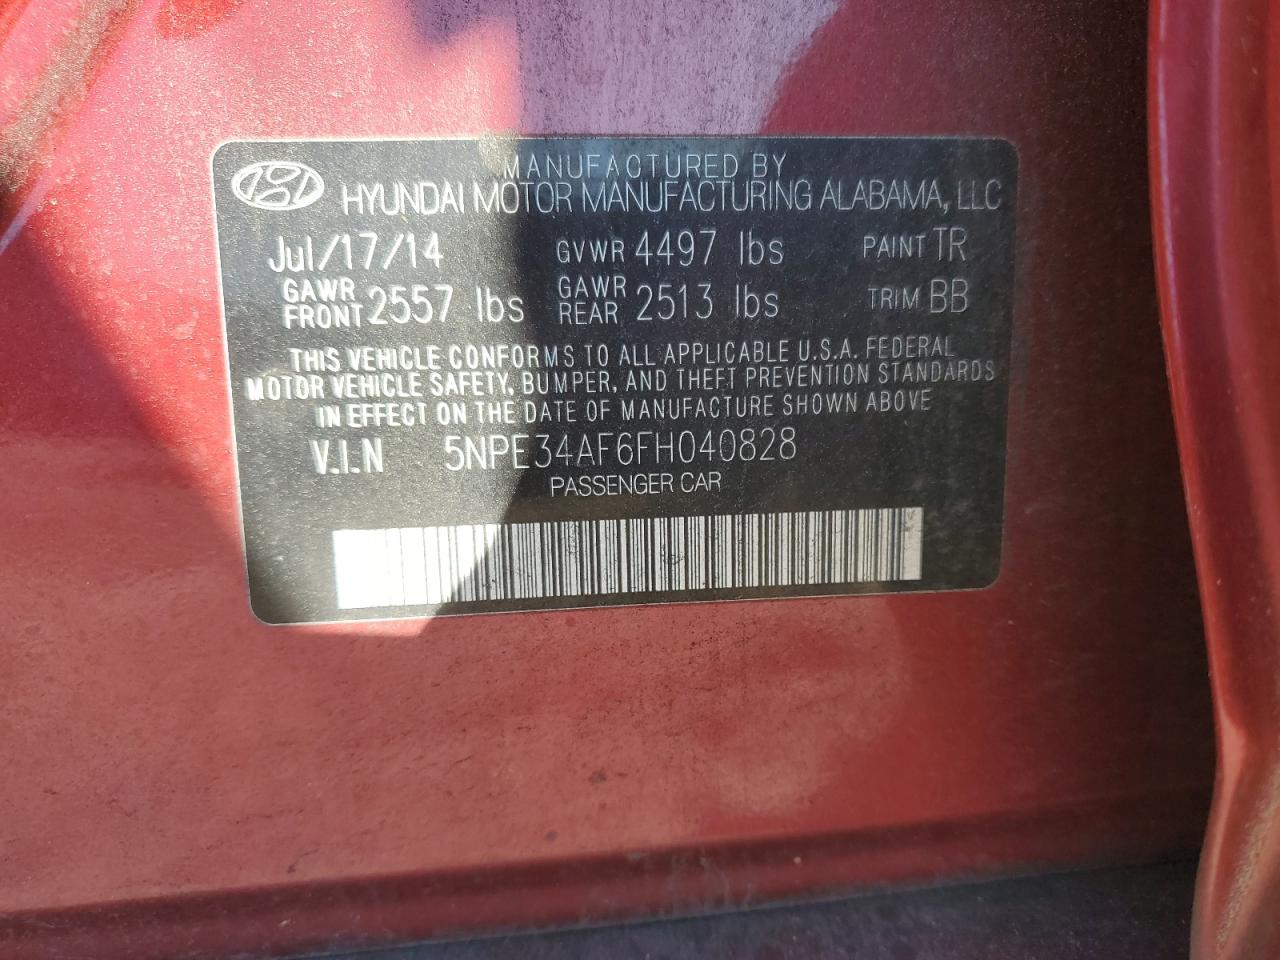 MANUFACTURED BY
HYUNDAI MOTOR MANUFACTURING ALABAMA, LLC
Jul/17/14 GVWR 4497 lbs PAINT TR
GAWR FRONT 2557 lbs GAWR REAR 2513 lbs TRIM BB
THIS VEHICLE CONFORMS TO ALL APPLICABLE U.S.A. FEDERAL
MOTOR VEHICLE SAFETY, BUMPER, AND THEFT PREVENTION STANDARDS
IN EFFECT ON THE DATE OF MANUFACTURE SHOWN ABOVE
V.I.N 5NPE34AF6FH040828
PASSENGER CAR